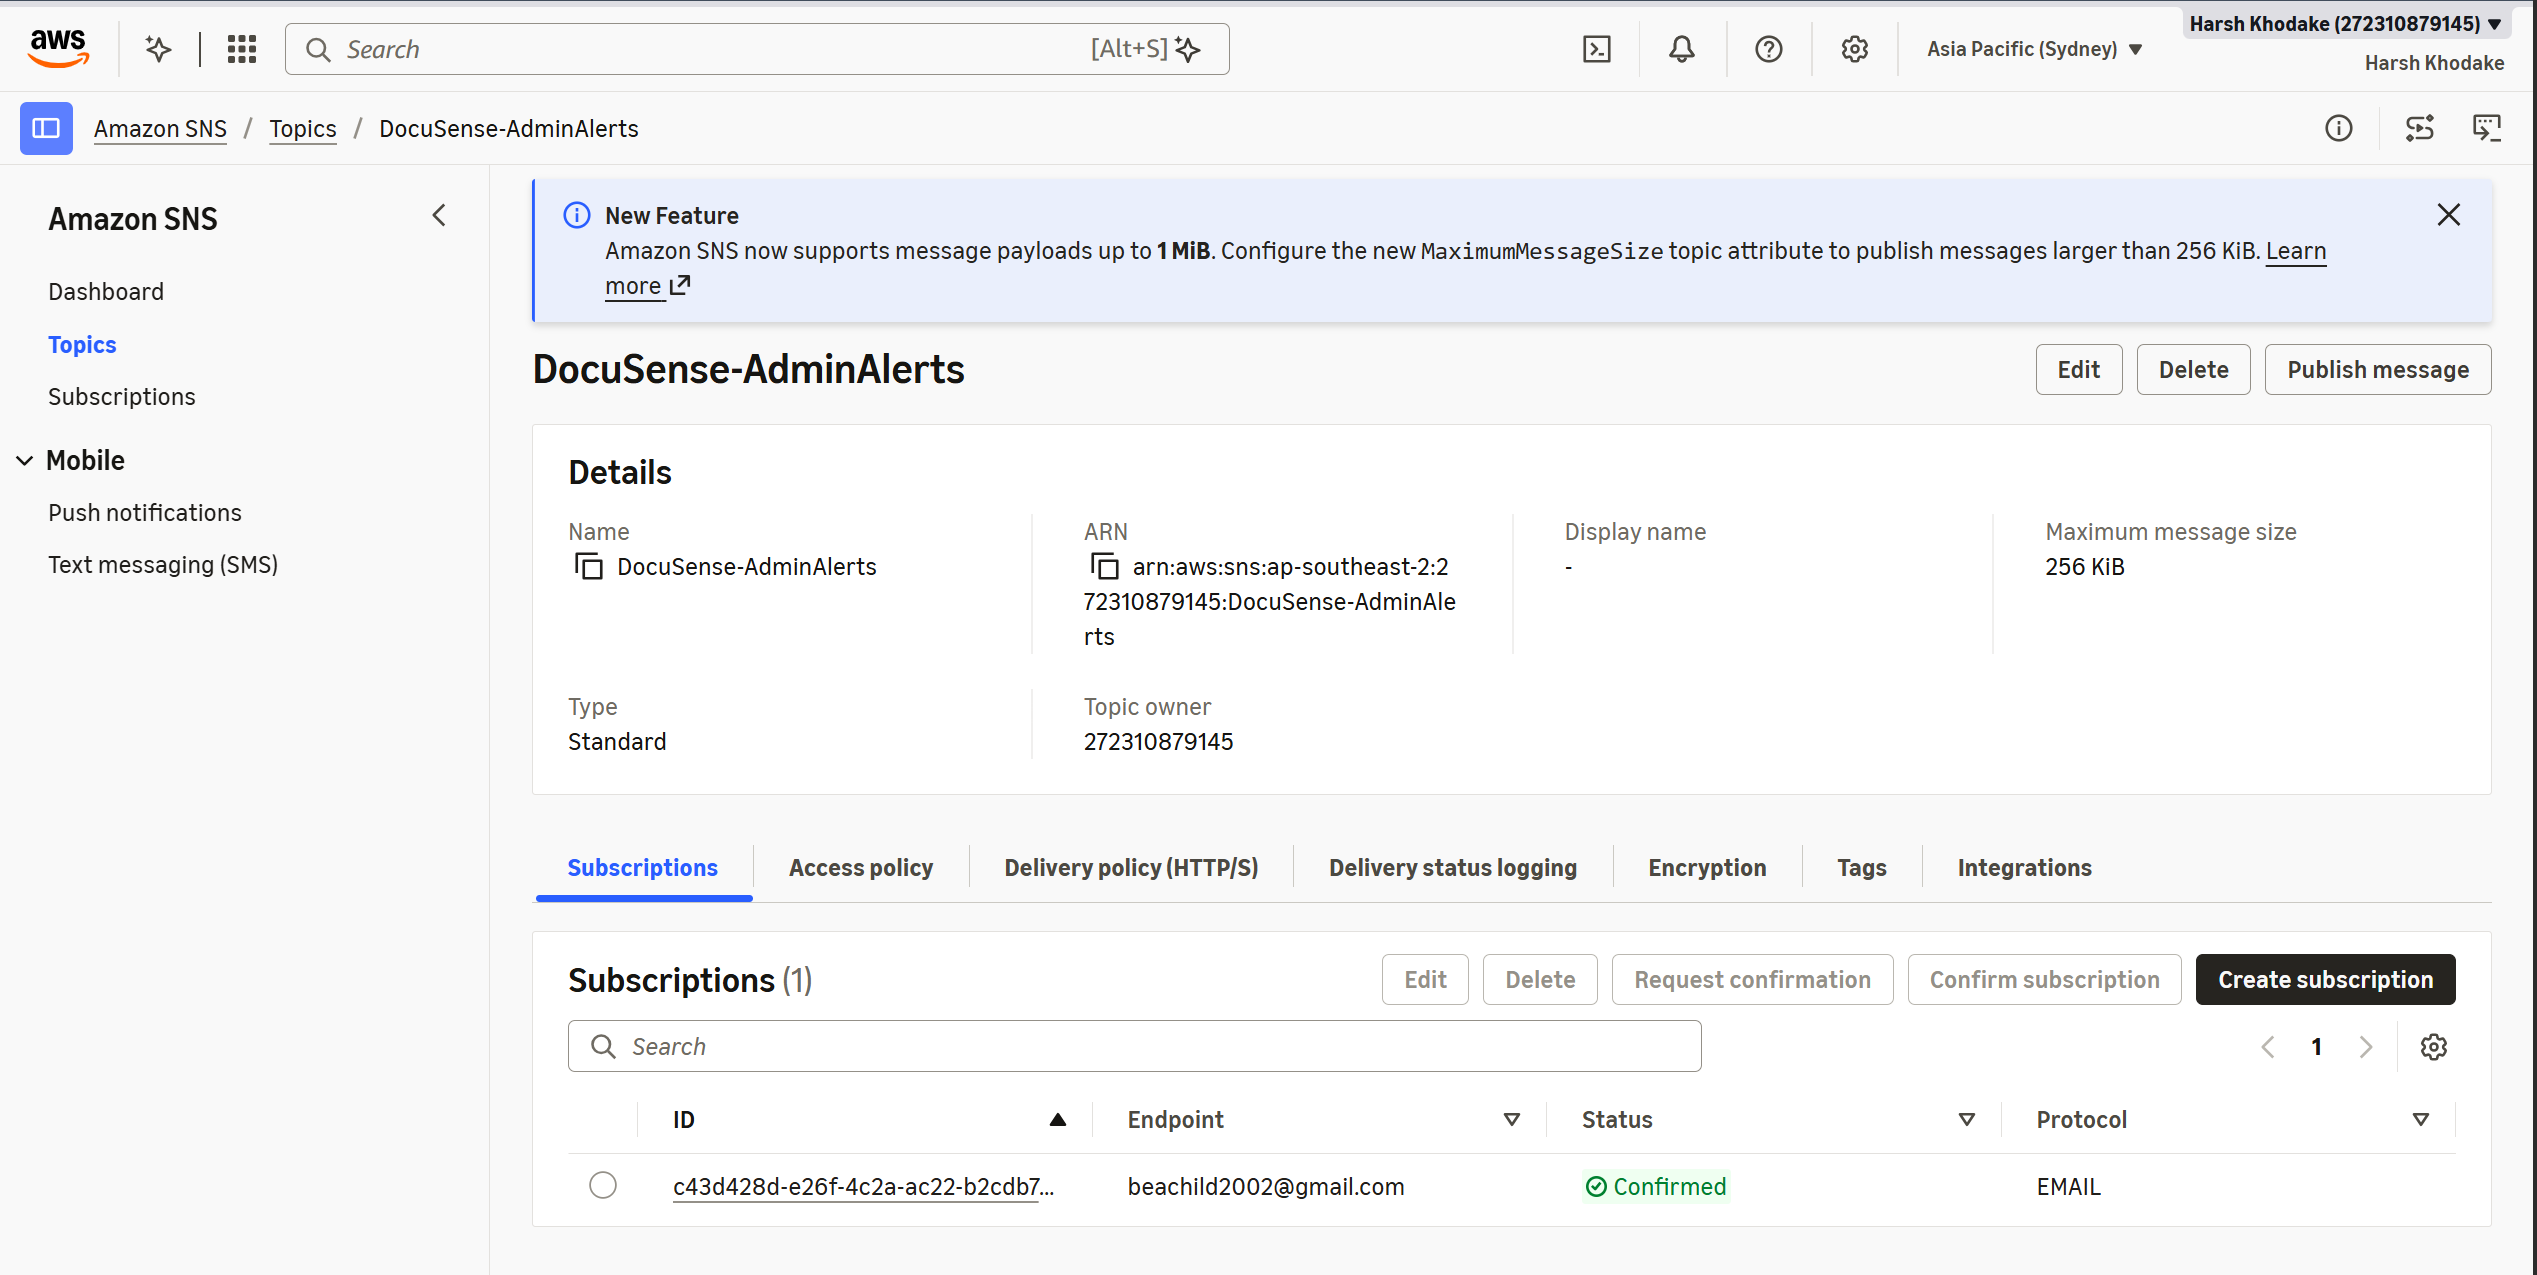 aws
Search
[Alt+S]
Asia Pacific (Sydney)
Harsh Khodake (272310879145)
Harsh Khodake
Amazon SNS / Topics / DocuSense-AdminAlerts
Amazon SNS
Dashboard
Topics
Subscriptions
Mobile
Push notifications
Text messaging (SMS)
New Feature
Amazon SNS now supports message payloads up to 1 MiB. Configure the new MaximumMessageSize topic attribute to publish messages larger than 256 KiB. Learn
more
DocuSense-AdminAlerts
Edit
Delete
Publish message
Details
Name
DocuSense-AdminAlerts
ARN
arn:aws:sns:ap-southeast-2:2
72310879145:DocuSense-AdminAle
rts
Display name
-
Maximum message size
256 KiB
Type
Standard
Topic owner
272310879145
Subscriptions
Access policy
Delivery policy (HTTP/S)
Delivery status logging
Encryption
Tags
Integrations
Subscriptions (1)
Edit
Delete
Request confirmation
Confirm subscription
Create subscription
Search
1
ID
Endpoint
Status
Protocol
c43d428d-e26f-4c2a-ac22-b2cdb7...
beachild2002@gmail.com
Confirmed
EMAIL